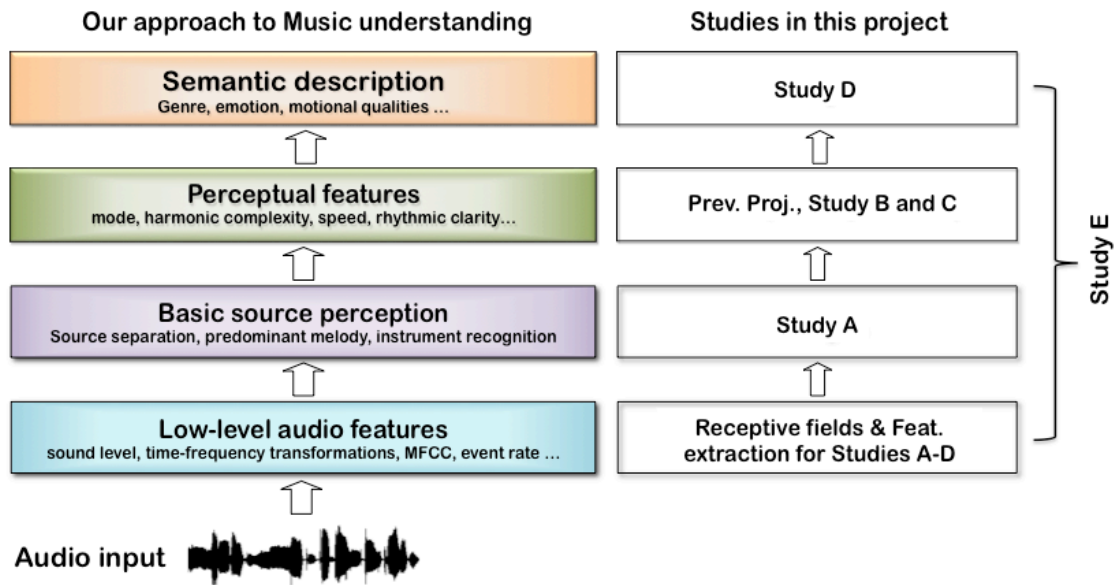 Our approach to Music understanding
Studies in this project
Semantic description
Genre, emotion, motional qualities ...
Study D
Perceptual features
mode, harmonic complexity, speed, rhythmic clarity...
Prev. Proj., Study B and C
Basic source perception
Source separation, predominant melody, instrument recognition
Study A
Low-level audio features
sound level, time-frequency transformations, MFCC, event rate ...
Receptive fields & Feat.
extraction for Studies A-D
Study E
Audio input